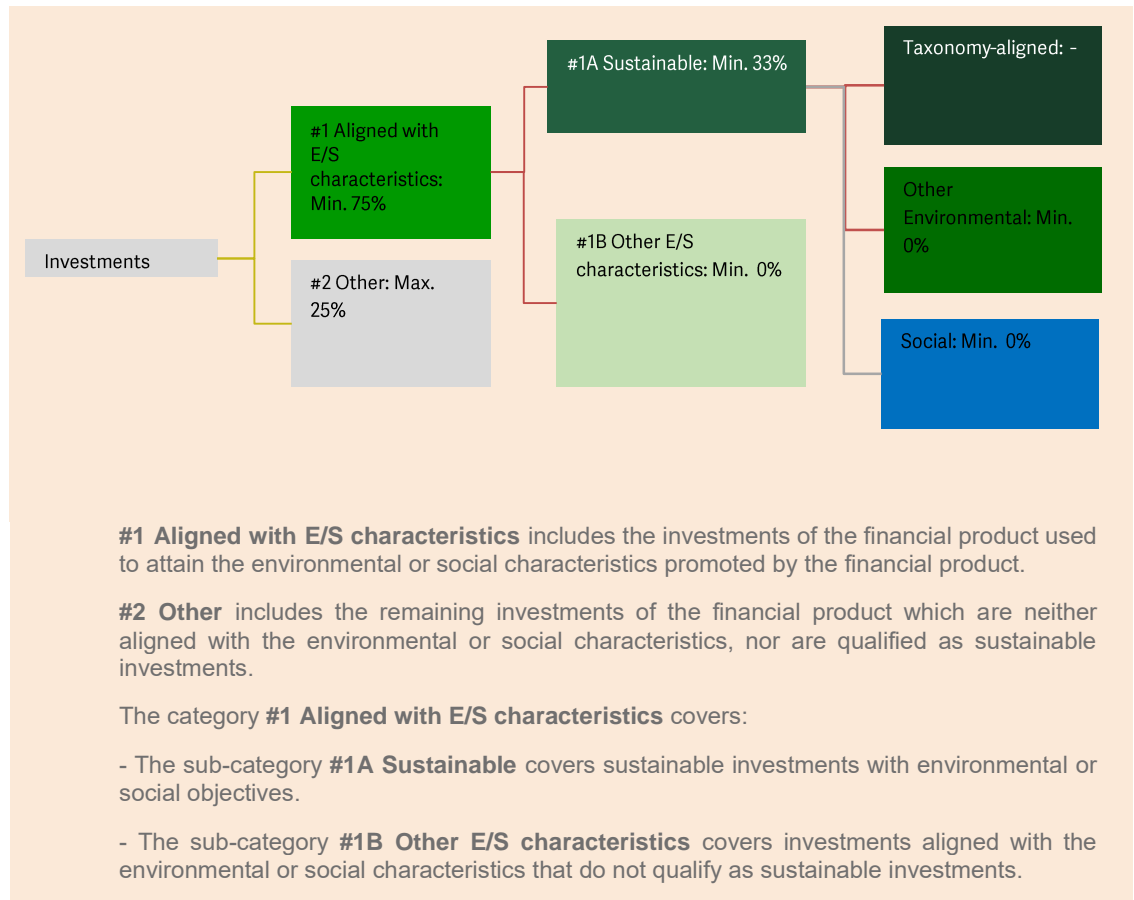 Investments
#1 Aligned with
E/S
characteristics:
Min. 75%
#2 Other: Max.
25%
#1A Sustainable: Min. 33%
#1B Other E/S
characteristics: Min. 0%
Taxonomy-aligned: -
Other
Environmental: Min.
0%
Social: Min. 0%
#1 Aligned with E/S characteristics includes the investments of the financial product used
to attain the environmental or social characteristics promoted by the financial product.
#2 Other includes the remaining investments of the financial product which are neither
aligned with the environmental or social characteristics, nor are qualified as sustainable
investments.
The category #1 Aligned with E/S characteristics covers:
- The sub-category #1A Sustainable covers sustainable investments with environmental or
social objectives.
- The sub-category #1B Other E/S characteristics covers investments aligned with the
environmental or social characteristics that do not qualify as sustainable investments.